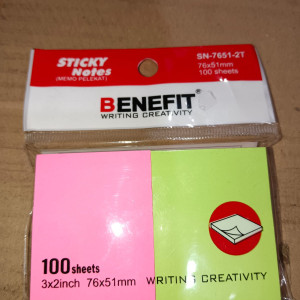 STICKY
Notes
(MEMO PELEKAT)
SN-7651-2T
76x51mm
100 sheets
BENEFIT
WRITING CREATIVITY
100 sheets
3x2inch 76x51mm
WRITING CREATIVITY